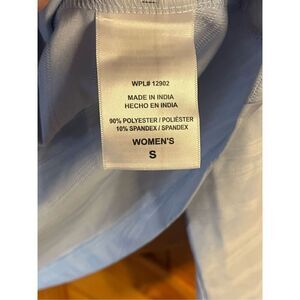 WPL# 12902
MADE IN INDIA
HECHO EN INDIA
90% POLYESTER / POLIÉSTER
10% SPANDEX / SPANDEX
WOMEN'S
S